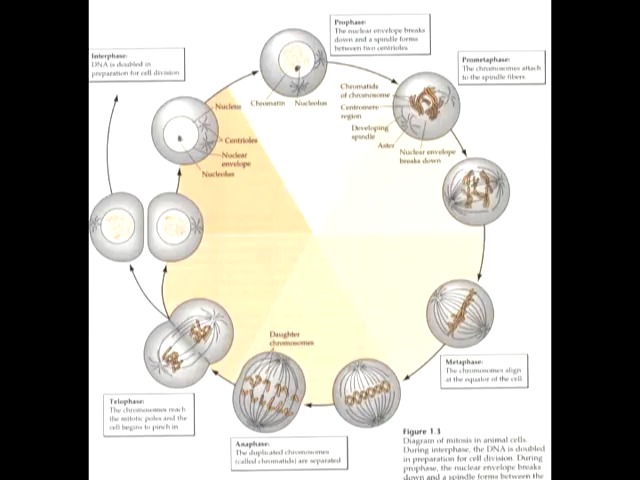 Prophase:
The nuclear envelope breaks
down and a spindle forms
between two centrioles
Interphase:
DNA is doubled in
preparation for cell division
Prometaphase:
The chromosomes attach
to the spindle fibers.
Nucleus
Chromatin
Nucleolus
Chromatids
of chromosome
Centromere
region
Developing
spindle
Aster
Nuclear envelope
breaks down
Centrioles
Nuclear
envelope
Nucleolus
Daughter
chromosomes
Metaphase:
The chromosomes align
at the equator of the cell
Telophase:
The chromosomes reach
the mitotic poles and the
cell begins to pinch in
Anaphase:
The duplicated chromosomes
(called chromatids) are separated
Figure 1.3
Diagram of mitosis in animal cells.
During interphase, the DNA is doubled
in preparation for cell division. During
prophase, the nuclear envelope breaks
down and a spindle forms between the